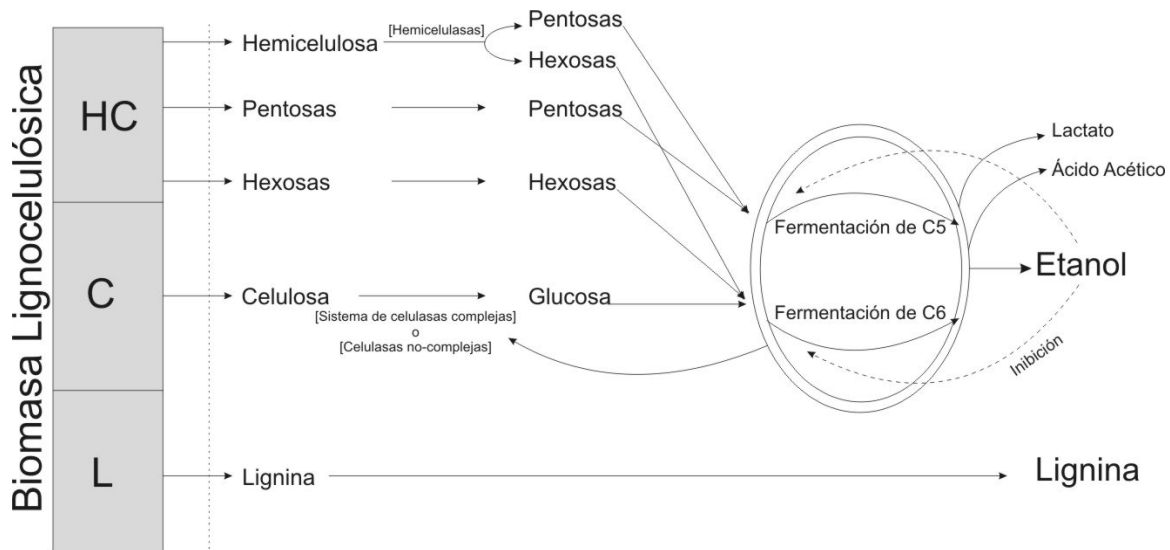 Biomasa Lignocelulósica
HC
C
L
Hemicelulosa
[Hemicelulasas]
Pentosas
Hexosas
Pentosas
Pentosas
Hexosas
Hexosas
Celulosa
Glucosa
[Sistema de celulasas complejas]
o
[Celulasas no-complejas]
Lignina
Fermentación de C5
Fermentación de C6
Lactato
Ácido Acético
Etanol
Inibición
Lignina